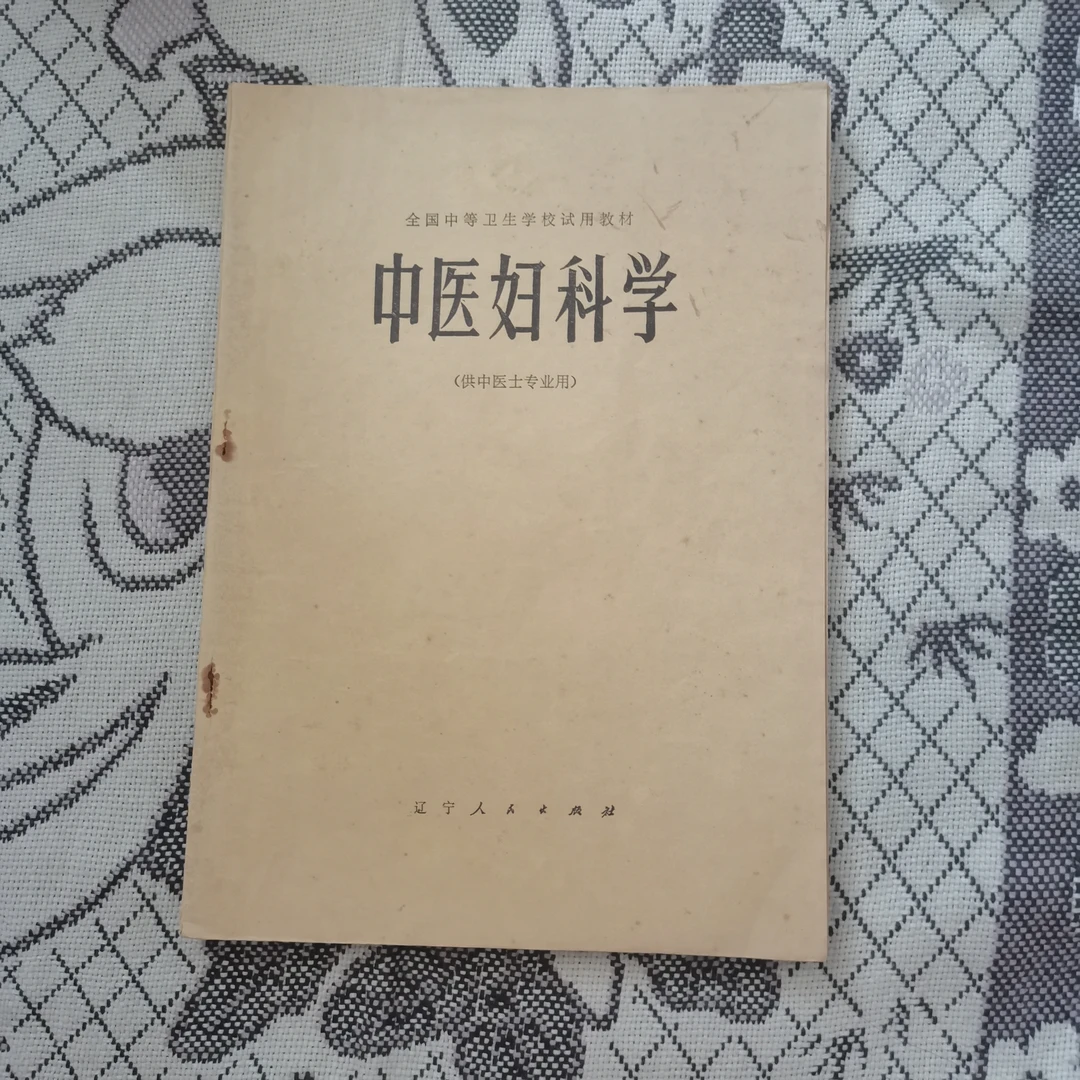 全国中等卫生学校试用教材
中医妇科学
（供中医士专业用）
辽宁人民出版社